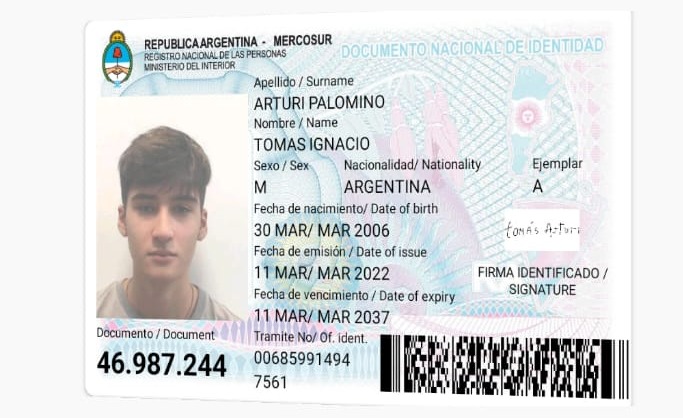 REPUBLICA ARGENTINA - MERCOSUR
REGISTRO NACIONAL DE LAS PERSONAS
MINISTERIO DEL INTERIOR
DOCUMENTO NACIONAL DE IDENTIDAD
Apellido / Surname
ARTURI PALOMINO
Nombre / Name
TOMAS IGNACIO
Sexo / Sex Nacionalidad/ Nationality Ejemplar
M ARGENTINA A
Fecha de nacimiento/ Date of birth
30 MAR/ MAR 2006
tomás Arturi
Fecha de emisión / Date of issue
11 MAR/ MAR 2022
FIRMA IDENTIFICADO /
SIGNATURE
Fecha de vencimiento / Date of expiry
11 MAR/ MAR 2037
Documento / Document
46.987.244
Tramite No/ Of. ident.
00685991494
7561